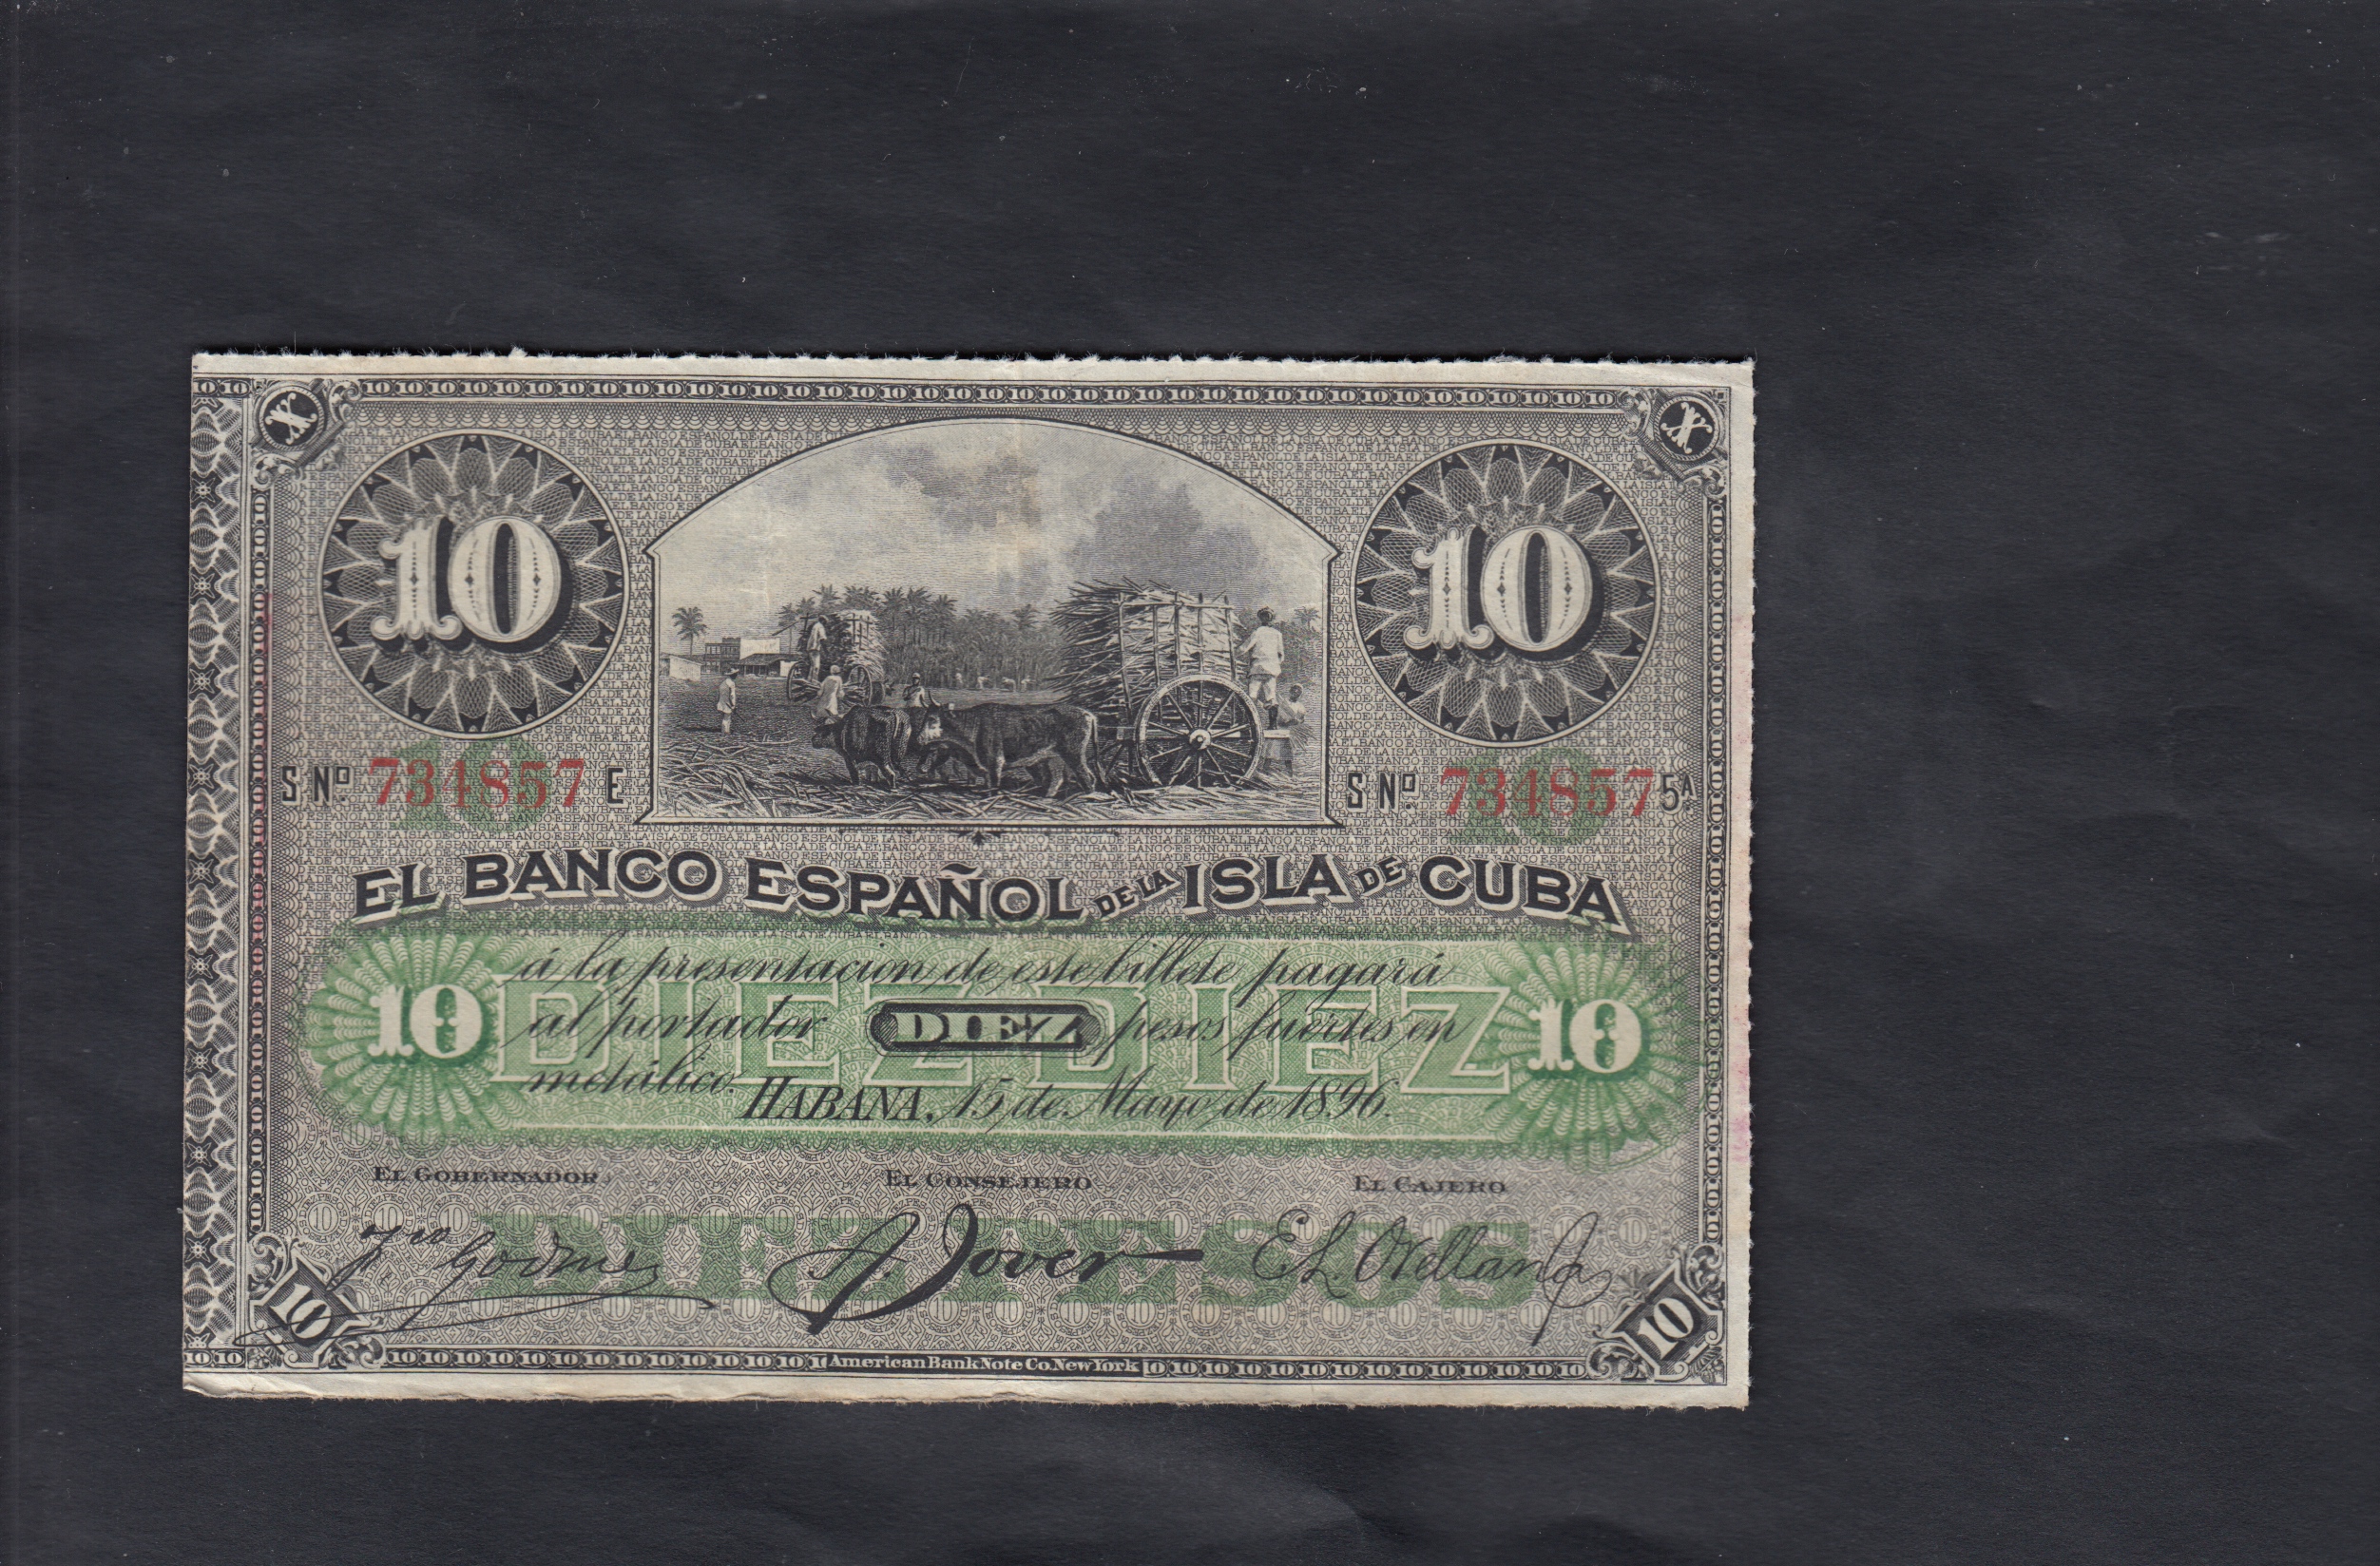 X X
10 10
S Nº 734857 E S Nº 734857 5A
EL BANCO ESPAÑOL DE LA ISLA DE CUBA
á la presentacion de este billete pagará
10 DIEZ DIEZ 10
al portador DIEZ pesos fuertes en
metálico. HABANA, 15 de Mayo de 1896.
EL GOBERNADOR EL CONSEJERO EL CAJERO
DIEZ PESOS
10 10
American Bank Note Co. New York